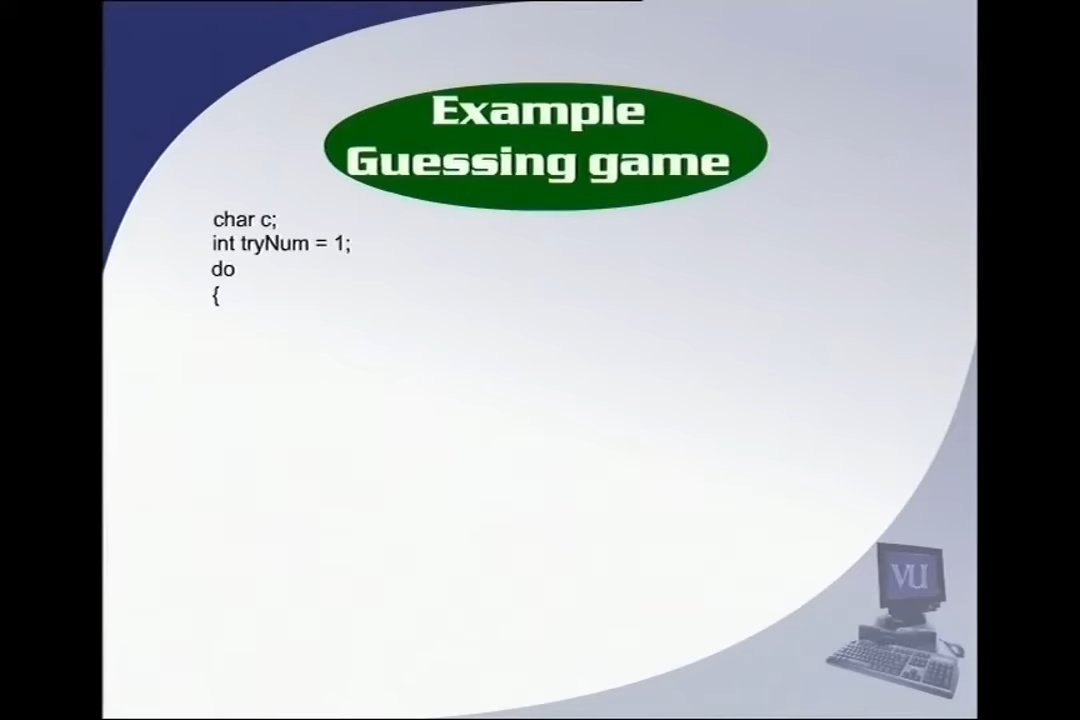 Example
Guessing game
char c;
int tryNum = 1;
do
{
VU